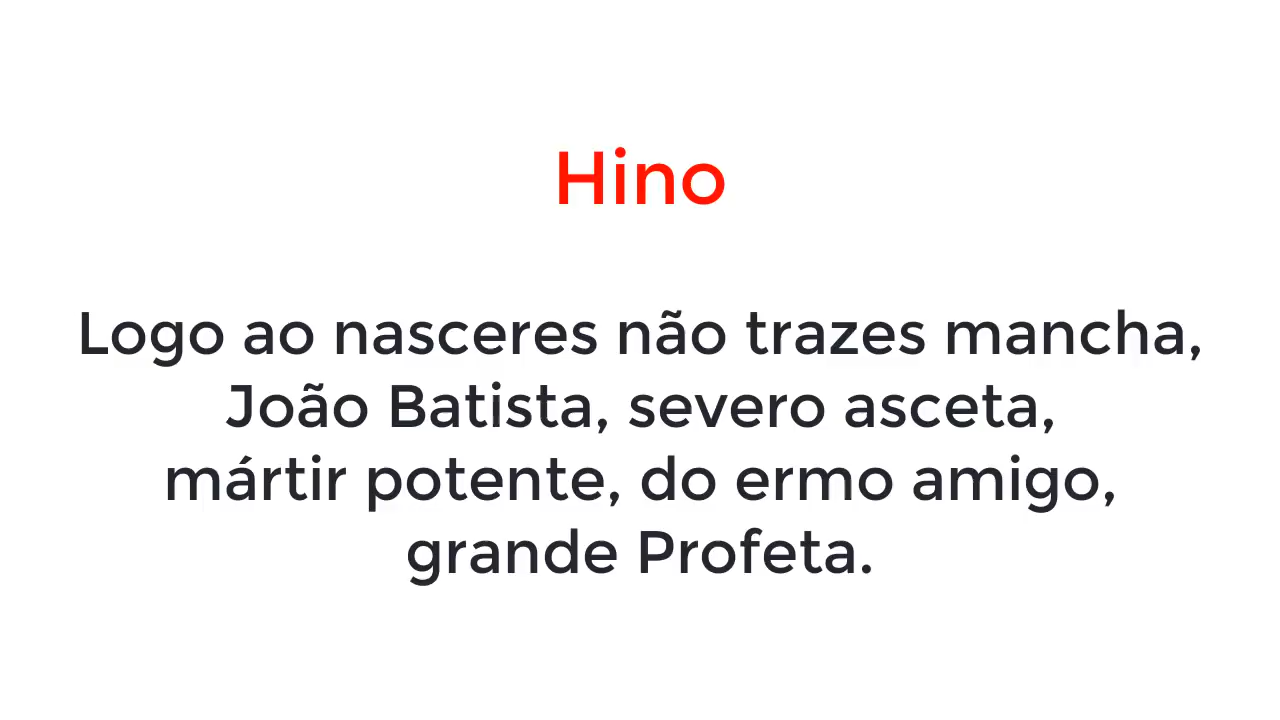 Hino
Logo ao nasceres não trazes mancha,
João Batista, severo asceta,
mártir potente, do ermo amigo,
grande Profeta.